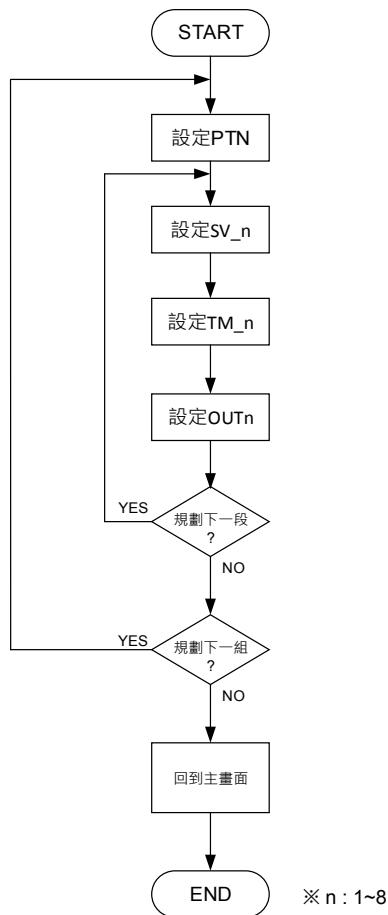 START
設定PTN
設定SV_n
設定TM_n
設定OUTn
YES
規劃下一段
?
NO
YES
規劃下一組
?
NO
回到主畫面
END
※ n : 1~8